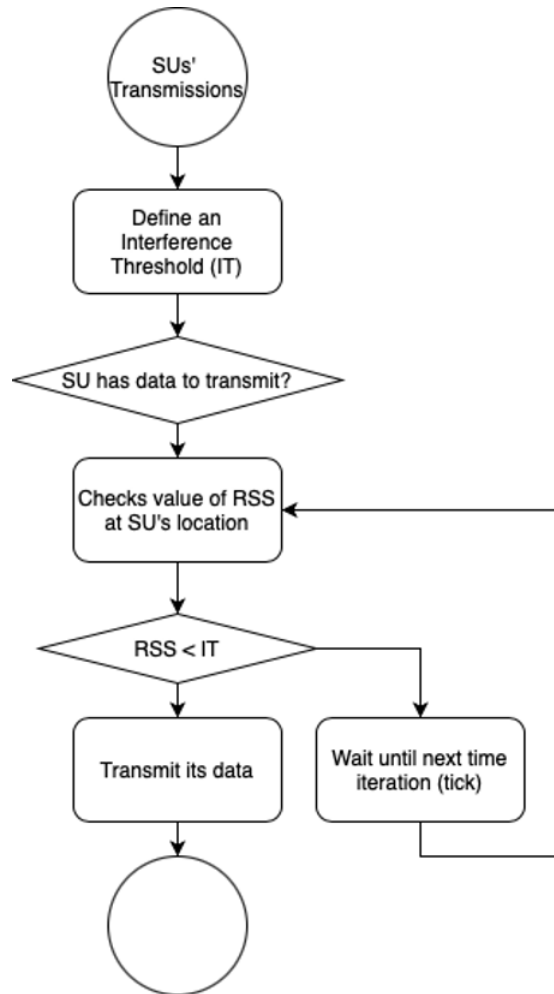 SUs'
Transmissions
Define an
Interference
Threshold (IT)
SU has data to transmit?
Checks value of RSS
at SU's location
RSS < IT
Transmit its data
Wait until next time
iteration (tick)